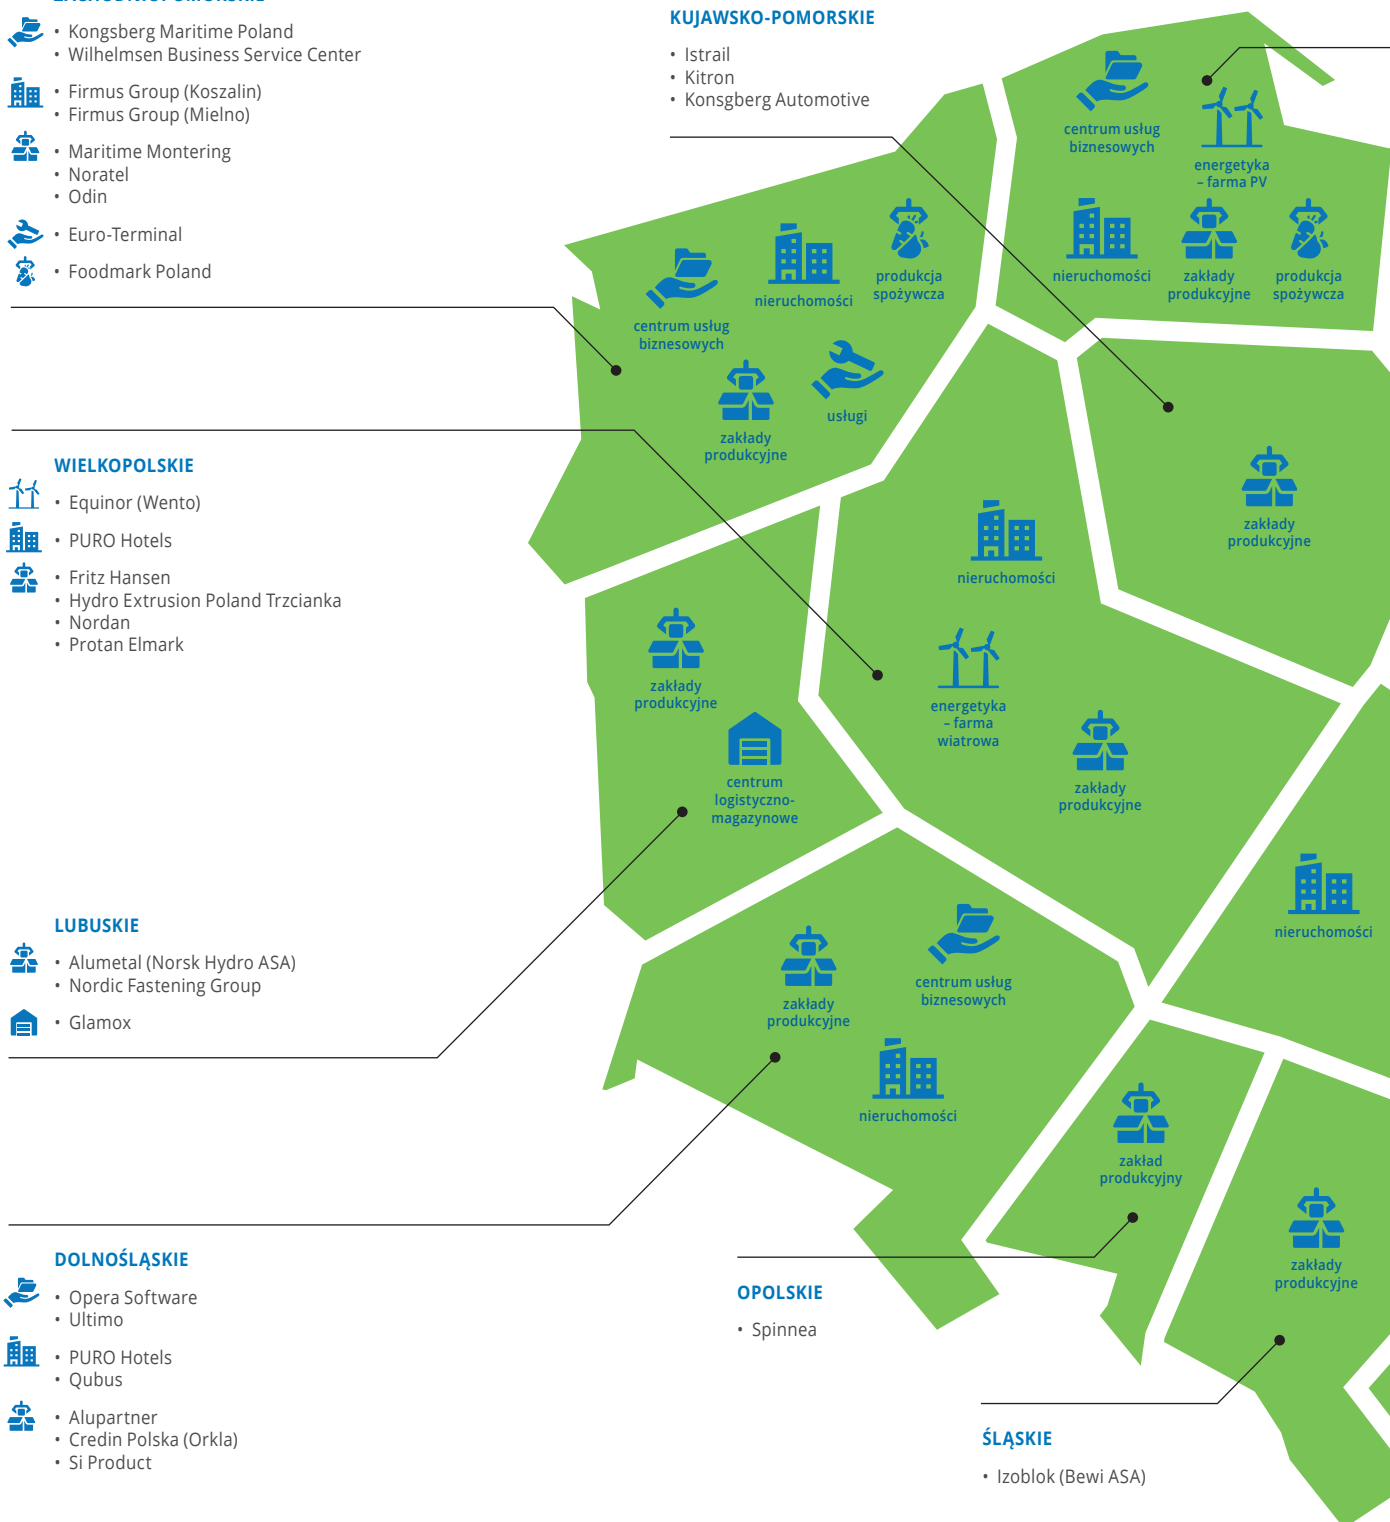 ZACHODNIOPOMORSKIE
• Kongsberg Maritime Poland
• Wilhelmsen Business Service Center
• Firmus Group (Koszalin)
• Firmus Group (Mielno)
• Maritime Montering
• Noratel
• Odin
• Euro-Terminal
• Foodmark Poland
KUJAWSKO-POMORSKIE
• Istrail
• Kitron
• Konsgberg Automotive
centrum usług
biznesowych
energetyka
– farma PV
nieruchomości
zakłady
produkcyjne
produkcja
spożywcza
produkcja
spożywcza
nieruchomości
centrum usług
biznesowych
usługi
zakłady
produkcyjne
WIELKOPOLSKIE
• Equinor (Wento)
• PURO Hotels
• Fritz Hansen
• Hydro Extrusion Poland Trzcianka
• Nordan
• Protan Elmark
zakłady
produkcyjne
nieruchomości
energetyka
– farma
wiatrowa
zakłady
produkcyjne
zakłady
produkcyjne
centrum
logistyczno-
magazynowe
nieruchomości
LUBUSKIE
• Alumetal (Norsk Hydro ASA)
• Nordic Fastening Group
• Glamox
zakłady
produkcyjne
centrum usług
biznesowych
nieruchomości
zakład
produkcyjny
zakłady
produkcyjne
DOLNOŚLĄSKIE
• Opera Software
• Ultimo
• PURO Hotels
• Qubus
• Alupartner
• Credin Polska (Orkla)
• Si Product
OPOLSKIE
• Spinnea
ŚLĄSKIE
• Izoblok (Bewi ASA)